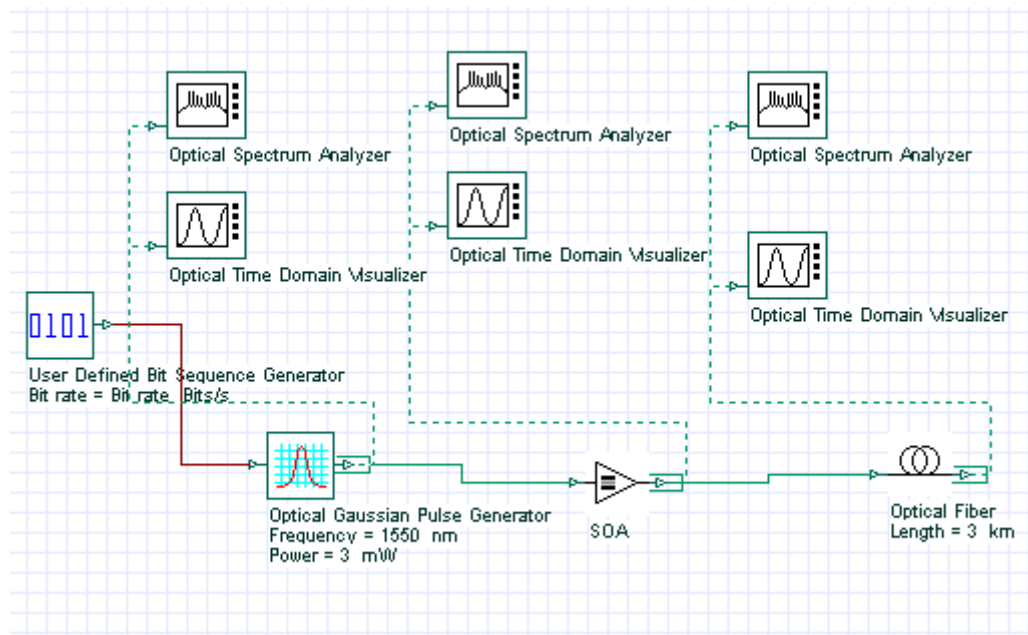 Optical Spectrum Analyzer
Optical Spectrum Analyzer
Optical Spectrum Analyzer
Optical Time Domain Visualizer
Optical Time Domain Visualizer
Optical Time Domain Visualizer
0101
User Defined Bit Sequence Generator
Bit rate = Bit rate Bits/s
Optical Gaussian Pulse Generator
Frequency = 1550 nm
Power = 3 mW
SOA
Optical Fiber
Length = 3 km